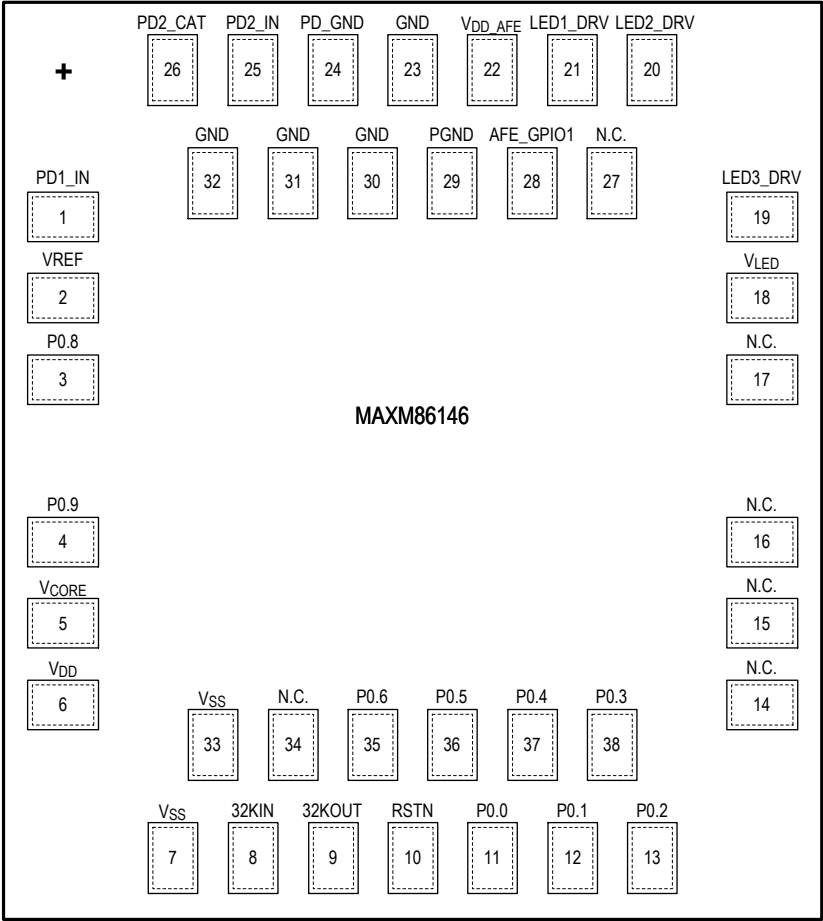 PD2_CAT PD2_IN PD_GND GND VDD_AFE LED1_DRV LED2_DRV
+ 26 25 24 23 22 21 20
GND GND GND PGND AFE_GPIO1 N.C.
32 31 30 29 28 27
PD1_IN LED3_DRV
1 19
VREF VLED
2 18
P0.8 N.C.
3 17
MAXM86146
P0.9 N.C.
4 16
VCORE N.C.
5 15
VDD N.C.
6 14
VSS N.C. P0.6 P0.5 P0.4 P0.3
33 34 35 36 37 38
VSS 32KIN 32KOUT RSTN P0.0 P0.1 P0.2
7 8 9 10 11 12 13